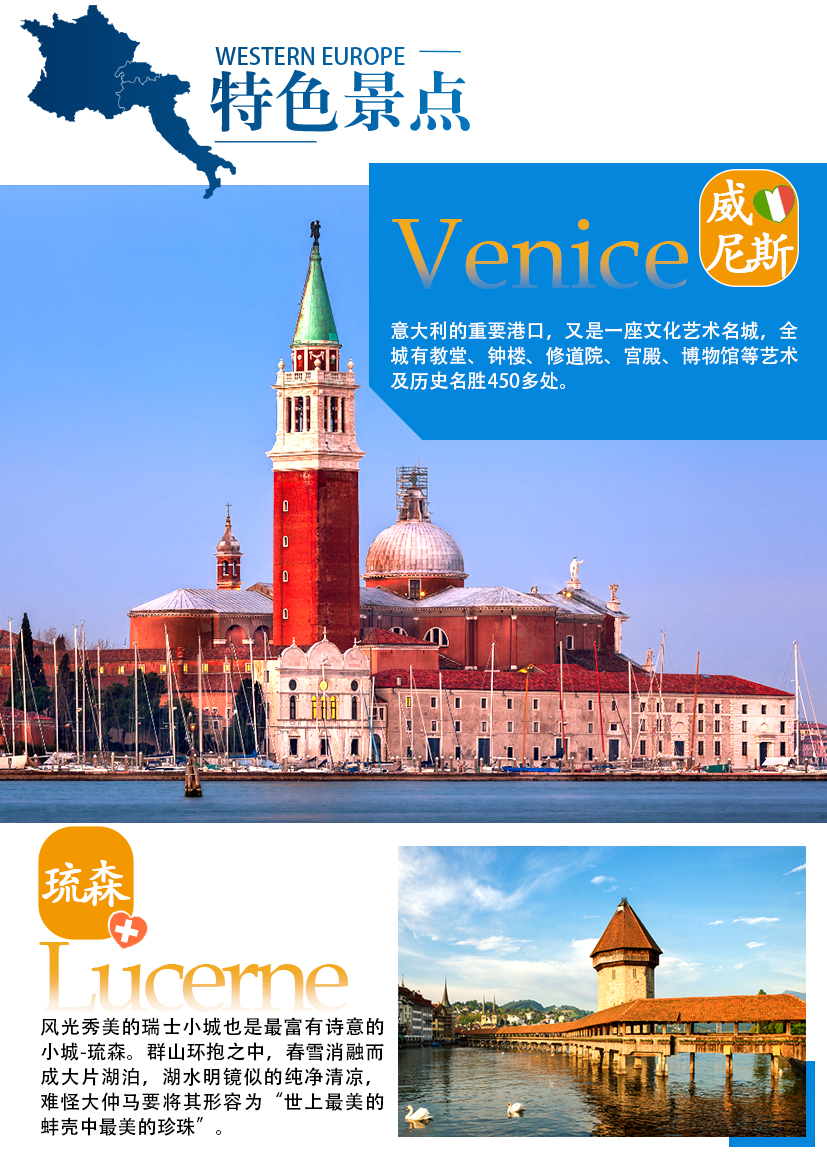 WESTERN EUROPE
特色景点
Venice
威
尼斯
意大利的重要港口，又是一座文化艺术名城，全
城有教堂、钟楼、修道院、宫殿、博物馆等艺术
及历史名胜450多处。
琉森
Lucerne
风光秀美的瑞士小城也是最富有诗意的
小城-琉森。群山环抱之中，春雪消融而
成大片湖泊，湖水明镜似的纯净清凉，
难怪大仲马要将其形容为“世上最美的
蚌壳中最美的珍珠”。